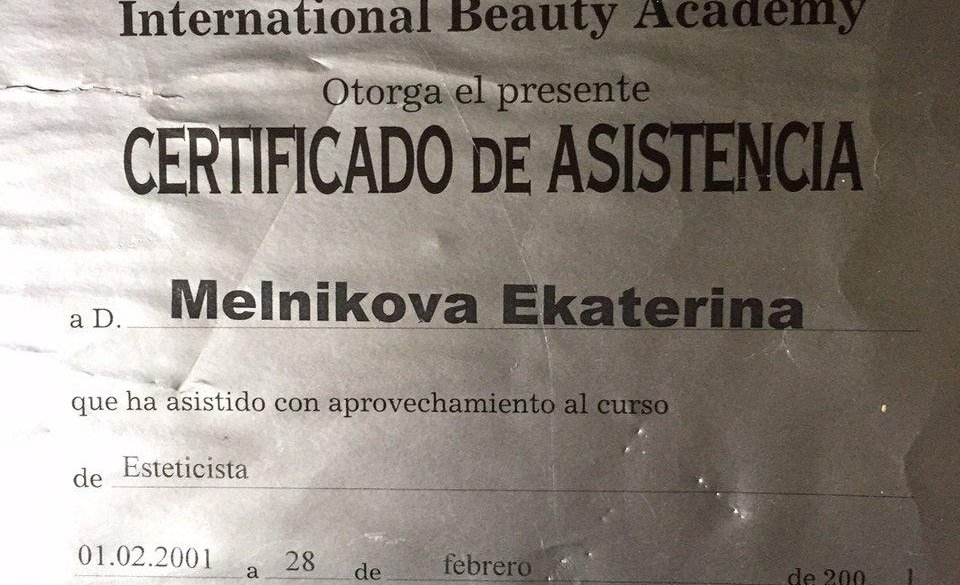 International Beauty Academy
Otorga el presente
CERTIFICADO DE ASISTENCIA
a D. Melnikova Ekaterina
que ha asistido con aprovechamiento al curso
de Esteticista
01.02.2001 a 28 de febrero de 200 1